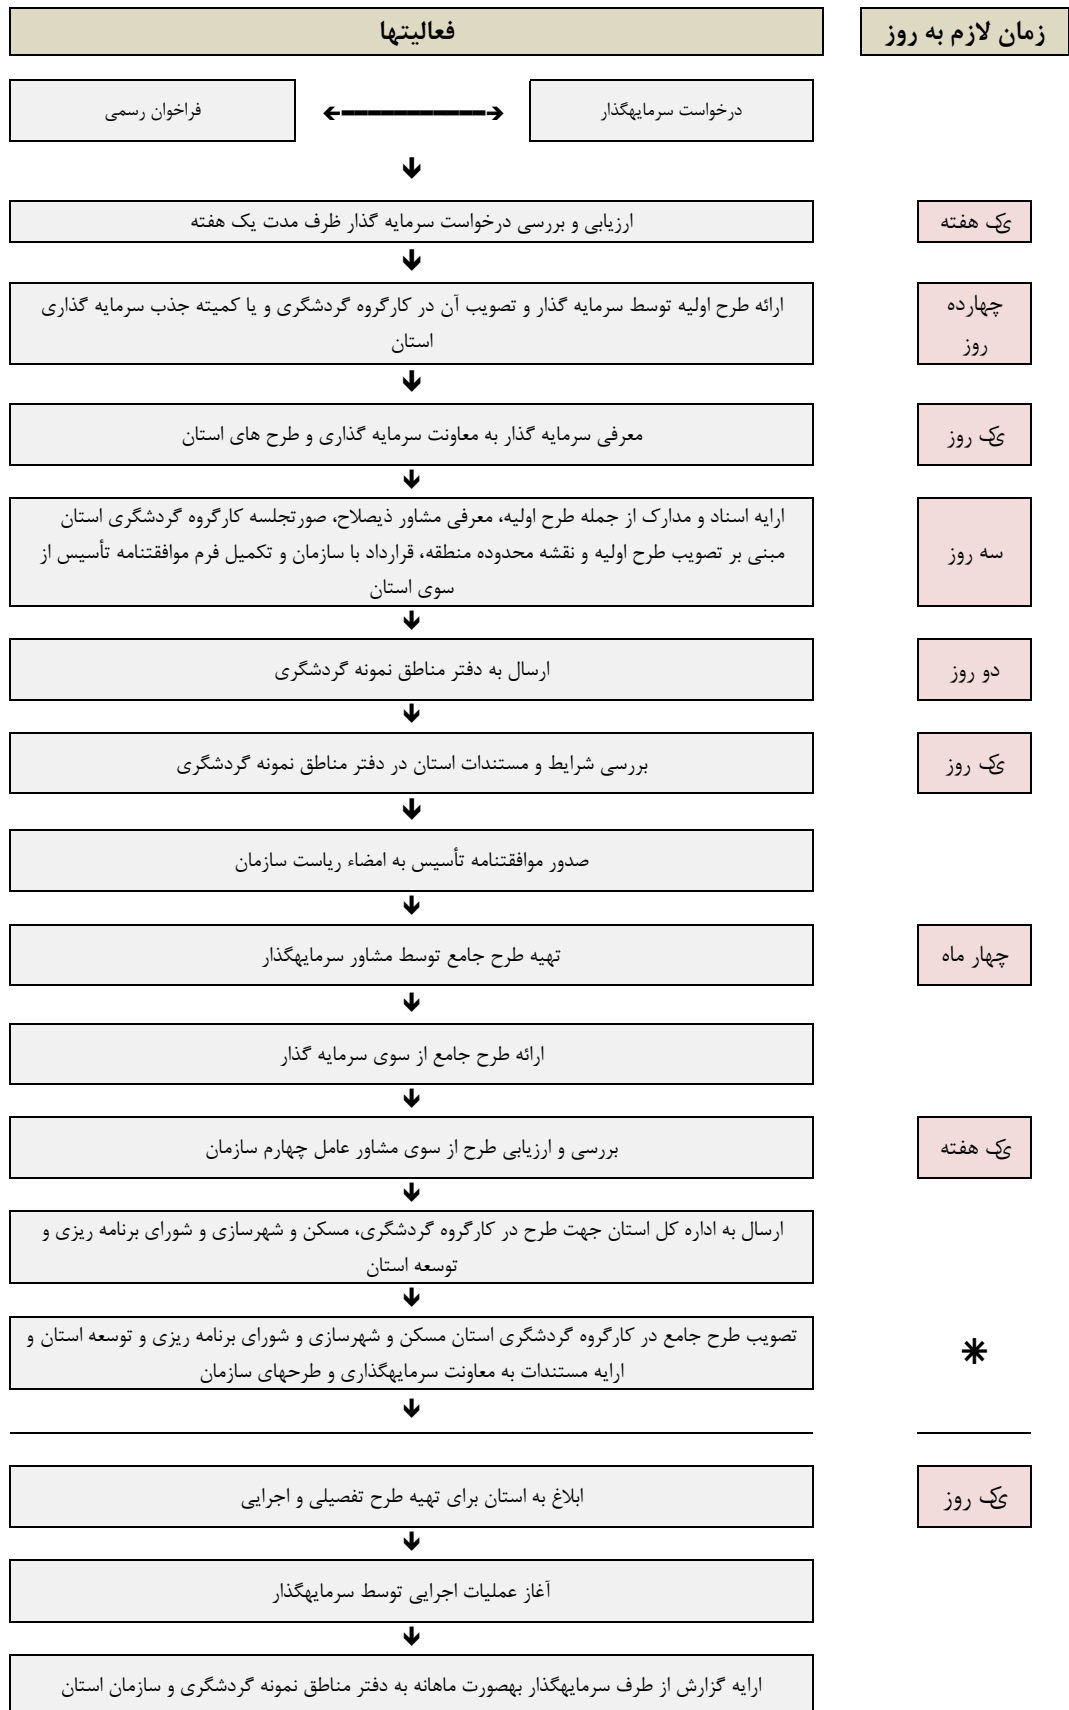 زمان لازم به روز
فعالیتها
درخواست سرمایهگذار
فراخوان رسمی
یک هفته
ارزیابی و بررسی درخواست سرمایه گذار ظرف مدت یک هفته
چهارده
روز
ارائه طرح اولیه توسط سرمایه گذار و تصویب آن در کارگروه گردشگری و یا کمیته جذب سرمایه گذاری
استان
یک روز
معرفی سرمایه گذار به معاونت سرمایه گذاری و طرح های استان
سه روز
ارایه اسناد و مدارک از جمله طرح اولیه، معرفی مشاور ذیصلاح، صورتجلسه کارگروه گردشگری استان
مبنی بر تصویب طرح اولیه و نقشه محدوده منطقه، قرارداد با سازمان و تکمیل فرم موافقتنامه تأسیس از
سوی استان
دو روز
ارسال به دفتر مناطق نمونه گردشگری
یک روز
بررسی شرایط و مستندات استان در دفتر مناطق نمونه گردشگری
صدور موافقتنامه تأسیس به امضاء ریاست سازمان
چهار ماه
تهیه طرح جامع توسط مشاور سرمایهگذار
ارائه طرح جامع از سوی سرمایه گذار
یک هفته
بررسی و ارزیابی طرح از سوی مشاور عامل چهارم سازمان
ارسال به اداره کل استان جهت طرح در کارگروه گردشگری، مسکن و شهرسازی و شورای برنامه ریزی و
توسعه استان
تصویب طرح جامع در کارگروه گردشگری استان مسکن و شهرسازی و شورای برنامه ریزی و توسعه استان و
ارایه مستندات به معاونت سرمایهگذاری و طرحهای سازمان
یک روز
ابلاغ به استان برای تهیه طرح تفصیلی و اجرایی
آغاز عملیات اجرایی توسط سرمایهگذار
ارایه گزارش از طرف سرمایهگذار بهصورت ماهانه به دفتر مناطق نمونه گردشگری و سازمان استان